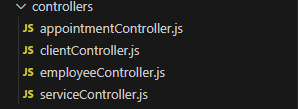 controllers
JS appointmentController.js
JS clientController.js
JS employeeController.js
JS serviceController.js